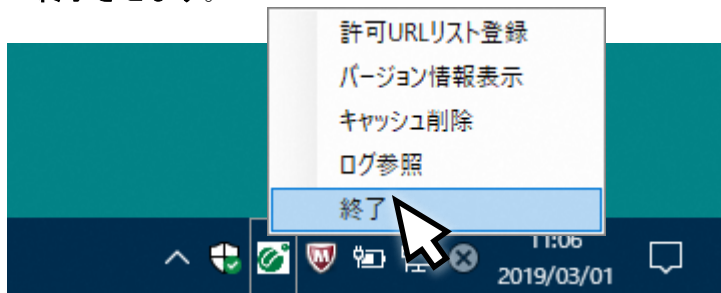 許可URLリスト登録
バージョン情報表示
キャッシュ削除
ログ参照
終了
11:06
2019/03/01